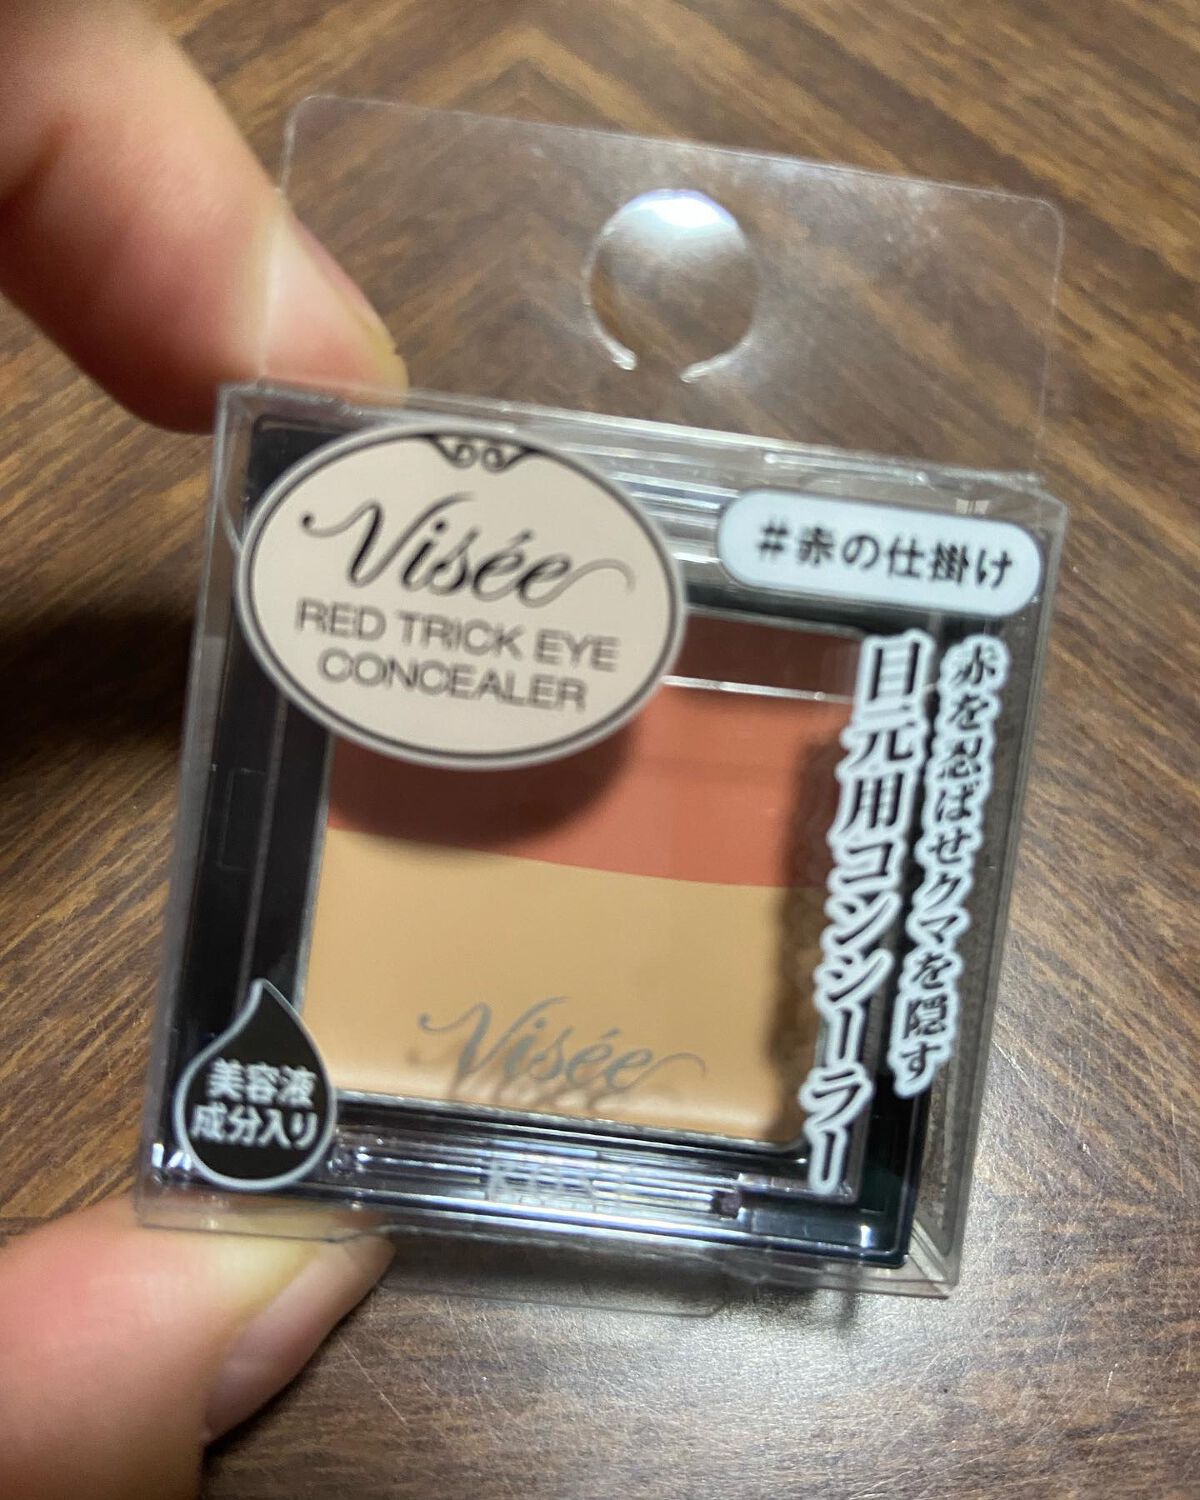 Visée
RED TRICK EYE
CONCEALER
#赤の仕掛け
赤を忍ばせクマを隠す
目元用コンシーラー
Visée
美容液
成分入り